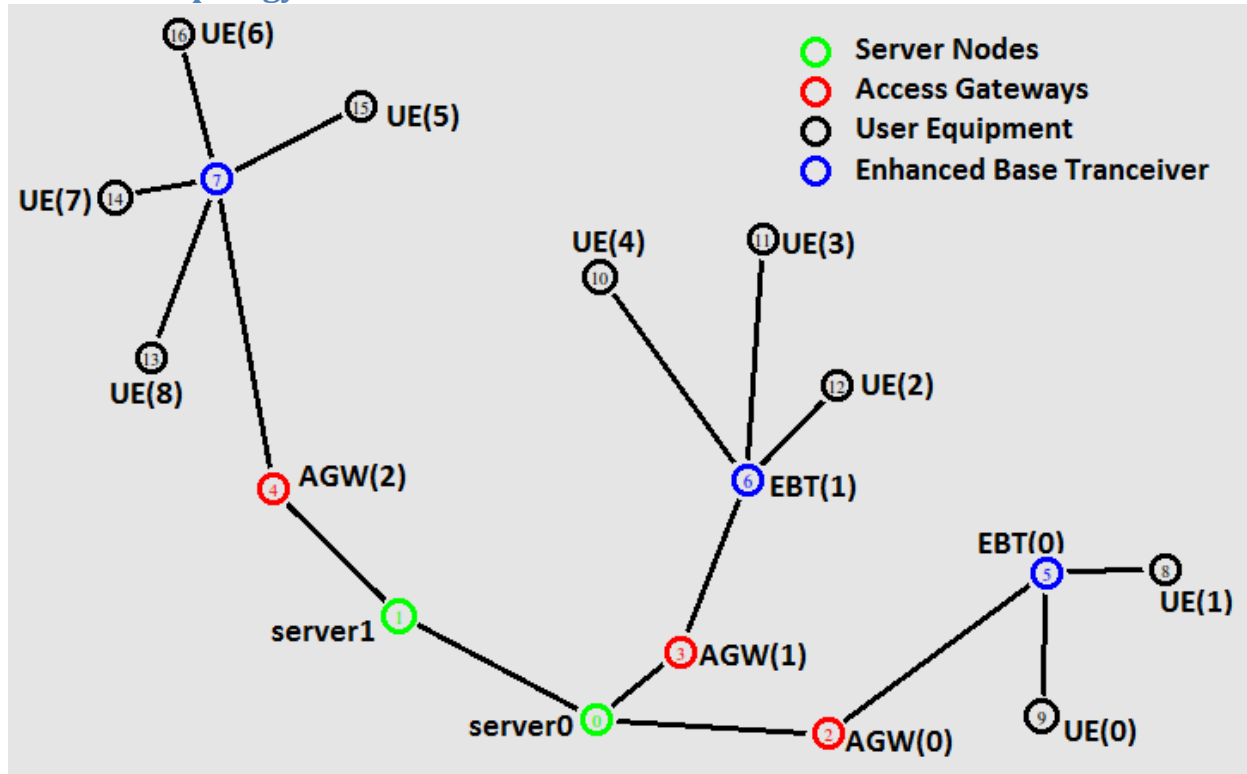 16 UE(6)
Server Nodes
Access Gateways
User Equipment
Enhanced Base Tranceiver
15 UE(5)
7
UE(7) 14
UE(4)
10
11 UE(3)
13
UE(8)
12 UE(2)
4 AGW(2)
6 EBT(1)
EBT(0)
5
8
UE(1)
1
server1
3 AGW(1)
server0 0
2 AGW(0)
9 UE(0)